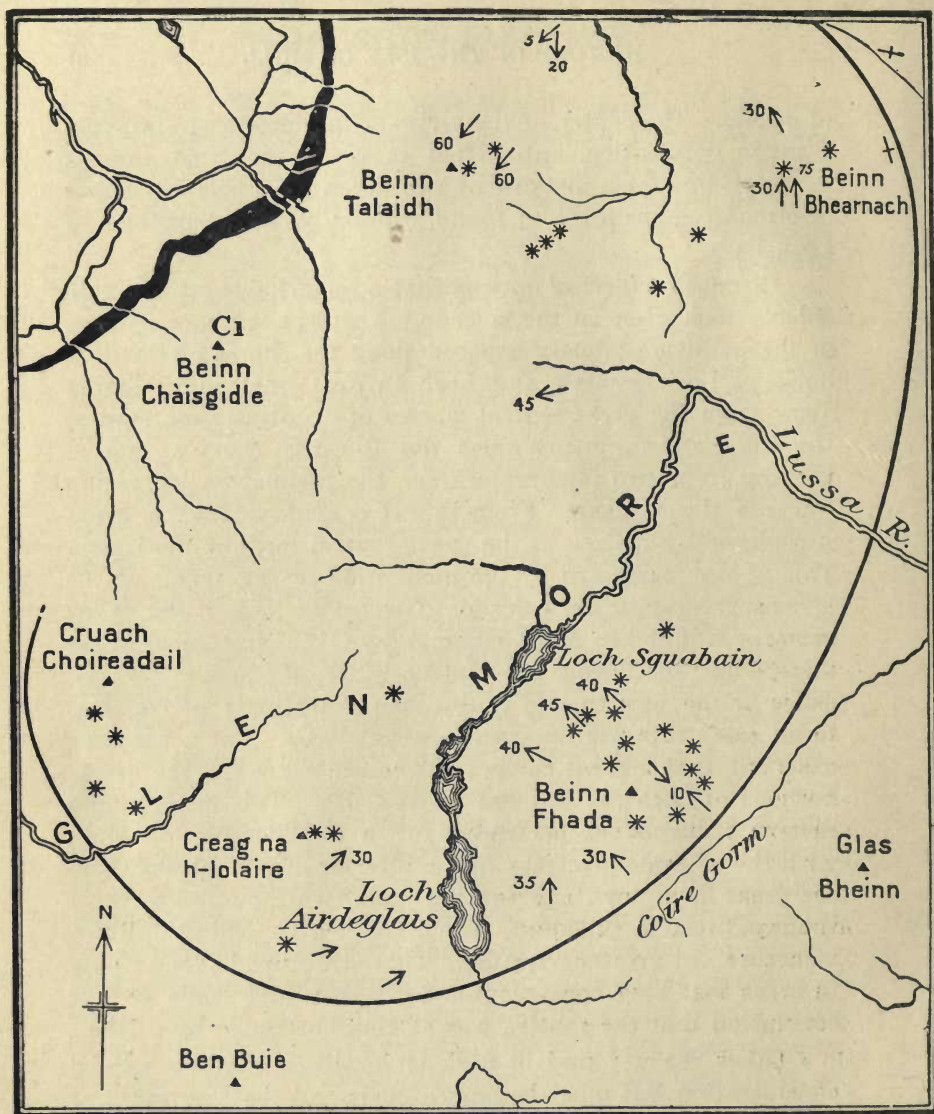 5
20
30
60
60
Beinn
Talaidh
75
30
Beinn
Bhearnach
C1
Beinn
Chàisgidle
45
Lussa R.
GLEN MORE
Cruach
Choireadail
Loch Sguabain
40
45
40
10
Beinn
Fhada
Creag na
h-Iolaire
30
30
35
Loch
Airdeglais
Coire Gorm
Glas
Bheinn
N
Ben Buie